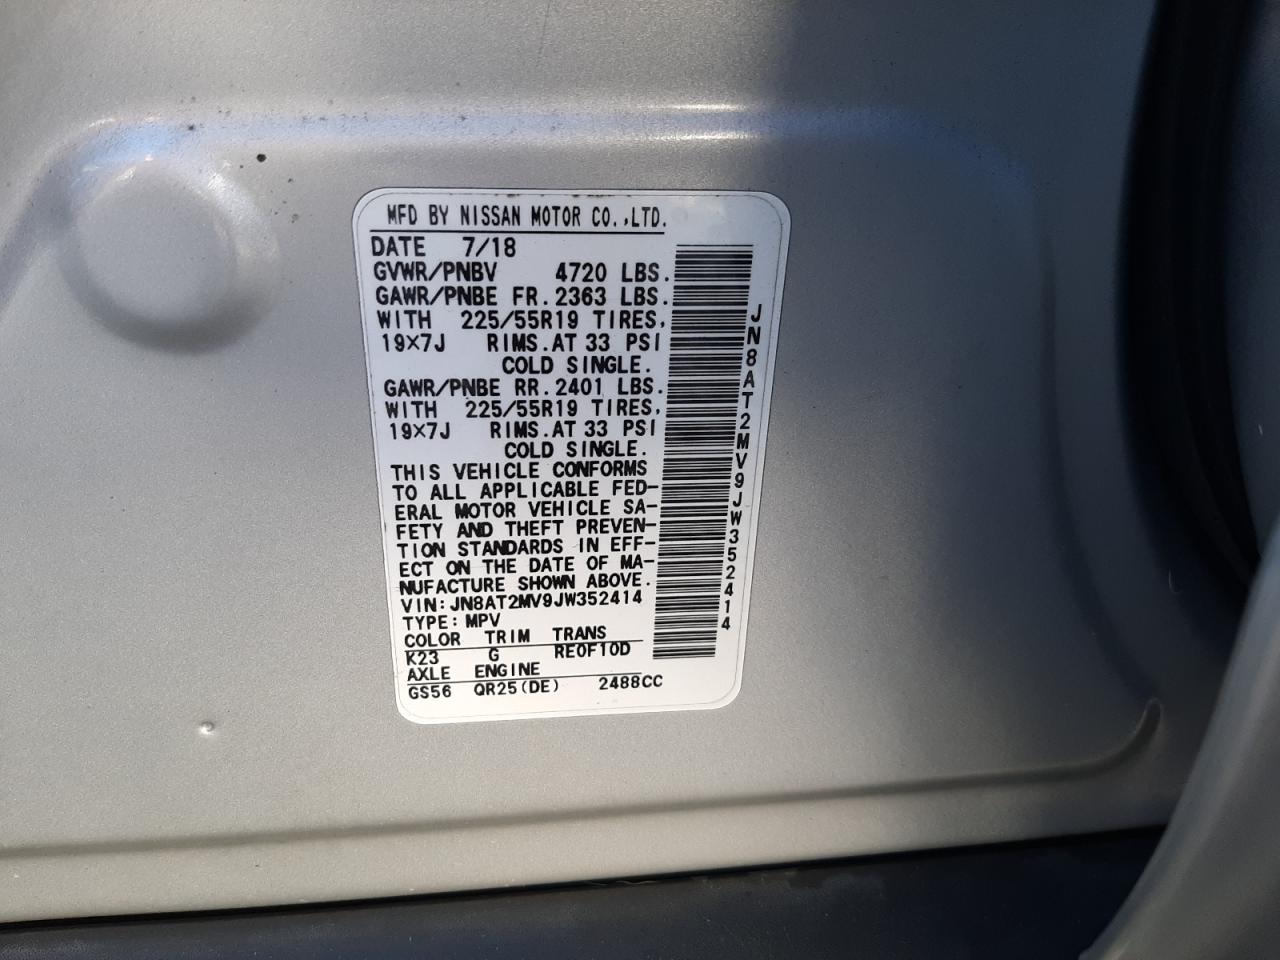 MFD BY NISSAN MOTOR CO.,LTD.
DATE 7/18
GVWR/PNBV 4720 LBS.
GAWR/PNBE FR. 2363 LBS.
WITH 225/55R19 TIRES,
19×7J RIMS. AT 33 PSI
COLD SINGLE.
GAWR/PNBE RR. 2401 LBS.
WITH 225/55R19 TIRES,
19×7J RIMS. AT 33 PSI
COLD SINGLE.
THIS VEHICLE CONFORMS
TO ALL APPLICABLE FED-
ERAL MOTOR VEHICLE SA-
FETY AND THEFT PREVEN-
TION STANDARDS IN EFF-
ECT ON THE DATE OF MA-
NUFACTURE SHOWN ABOVE.
VIN: JN8AT2MV9JW352414
TYPE: MPV
COLOR TRIM TRANS
K23 G RE0F10D
AXLE ENGINE
GS56 QR25(DE) 2488CC
JN8AT2MV9JW352414